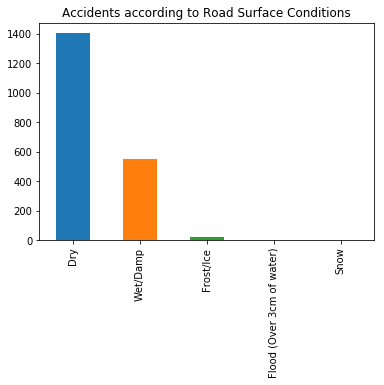 Accidents according to Road Surface Conditions
1400
1200
1000
800
600
400
200
0
Dry
Wet/Damp
Frost/Ice
Flood (Over 3cm of water)
Snow